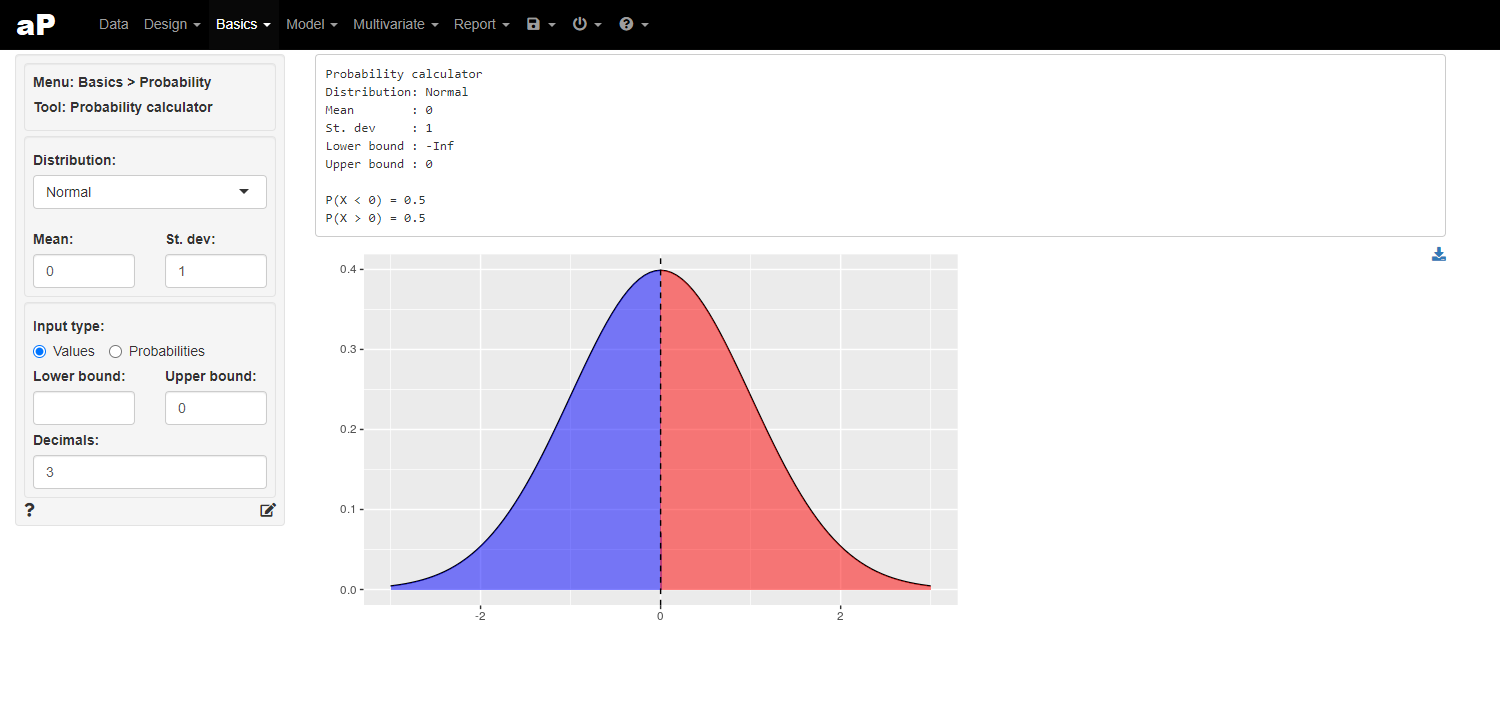 aP Data Design Basics Model Multivariate Report
Menu: Basics > Probability
Tool: Probability calculator
Distribution:
Normal
Mean: St. dev:
0 1
Input type:
Values Probabilities
Lower bound: Upper bound:
0
Decimals:
3
?
Probability calculator
Distribution: Normal
Mean        : 0
St. dev     : 1
Lower bound : -Inf
Upper bound : 0
P(X < 0) = 0.5
P(X > 0) = 0.5
0.4
0.3
0.2
0.1
0.0
-2 0 2